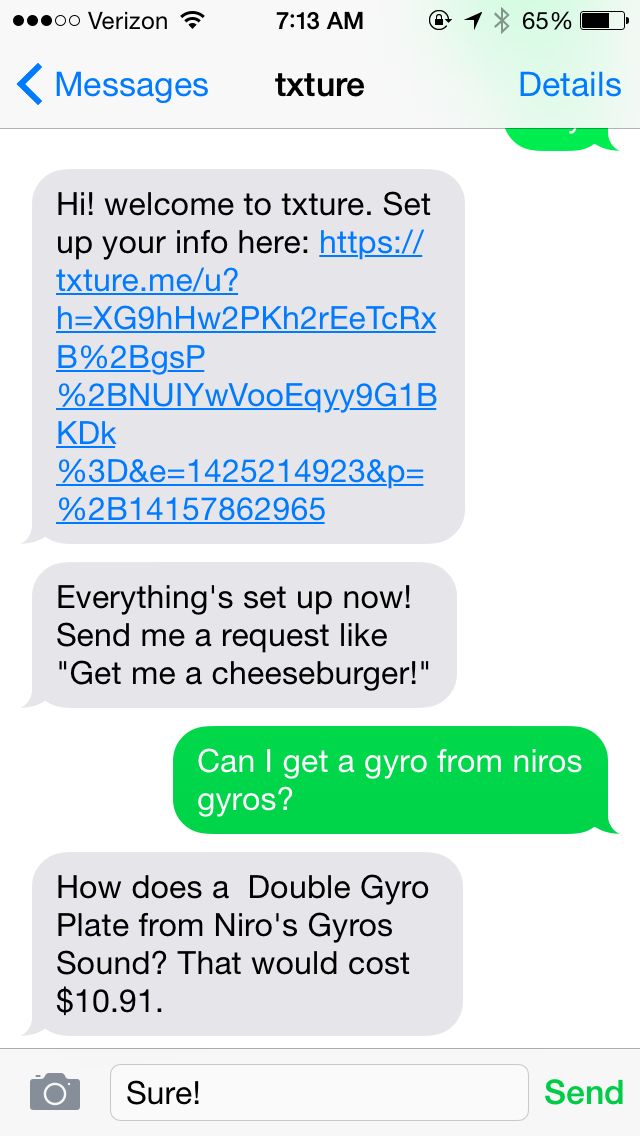 Verizon 7:13 AM 65%
Messages txture Details
Hi! welcome to txture. Set
up your info here: https://
txture.me/u?
h=XG9hHw2PKh2rEeTcRx
B%2BgsP
%2BNUIYwVooEqyy9G1B
KDk
%3D&e=1425214923&p=
%2B14157862965
Everything's set up now!
Send me a request like
"Get me a cheeseburger!"
Can I get a gyro from niros
gyros?
How does a  Double Gyro
Plate from Niro's Gyros
Sound? That would cost
$10.91.
Sure! Send